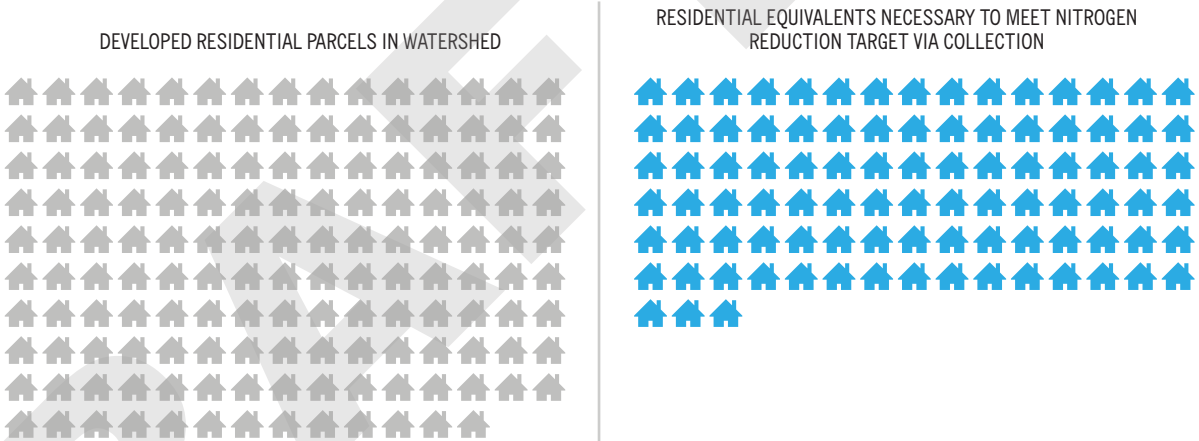 DEVELOPED RESIDENTIAL PARCELS IN WATERSHED
RESIDENTIAL EQUIVALENTS NECESSARY TO MEET NITROGEN
REDUCTION TARGET VIA COLLECTION